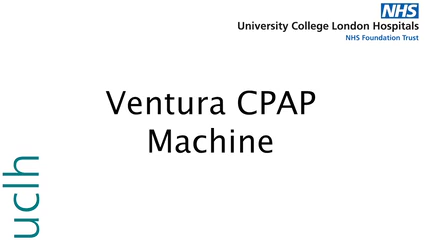 NHS
University College London Hospitals
NHS Foundation Trust
Ventura CPAP
Machine
uclh